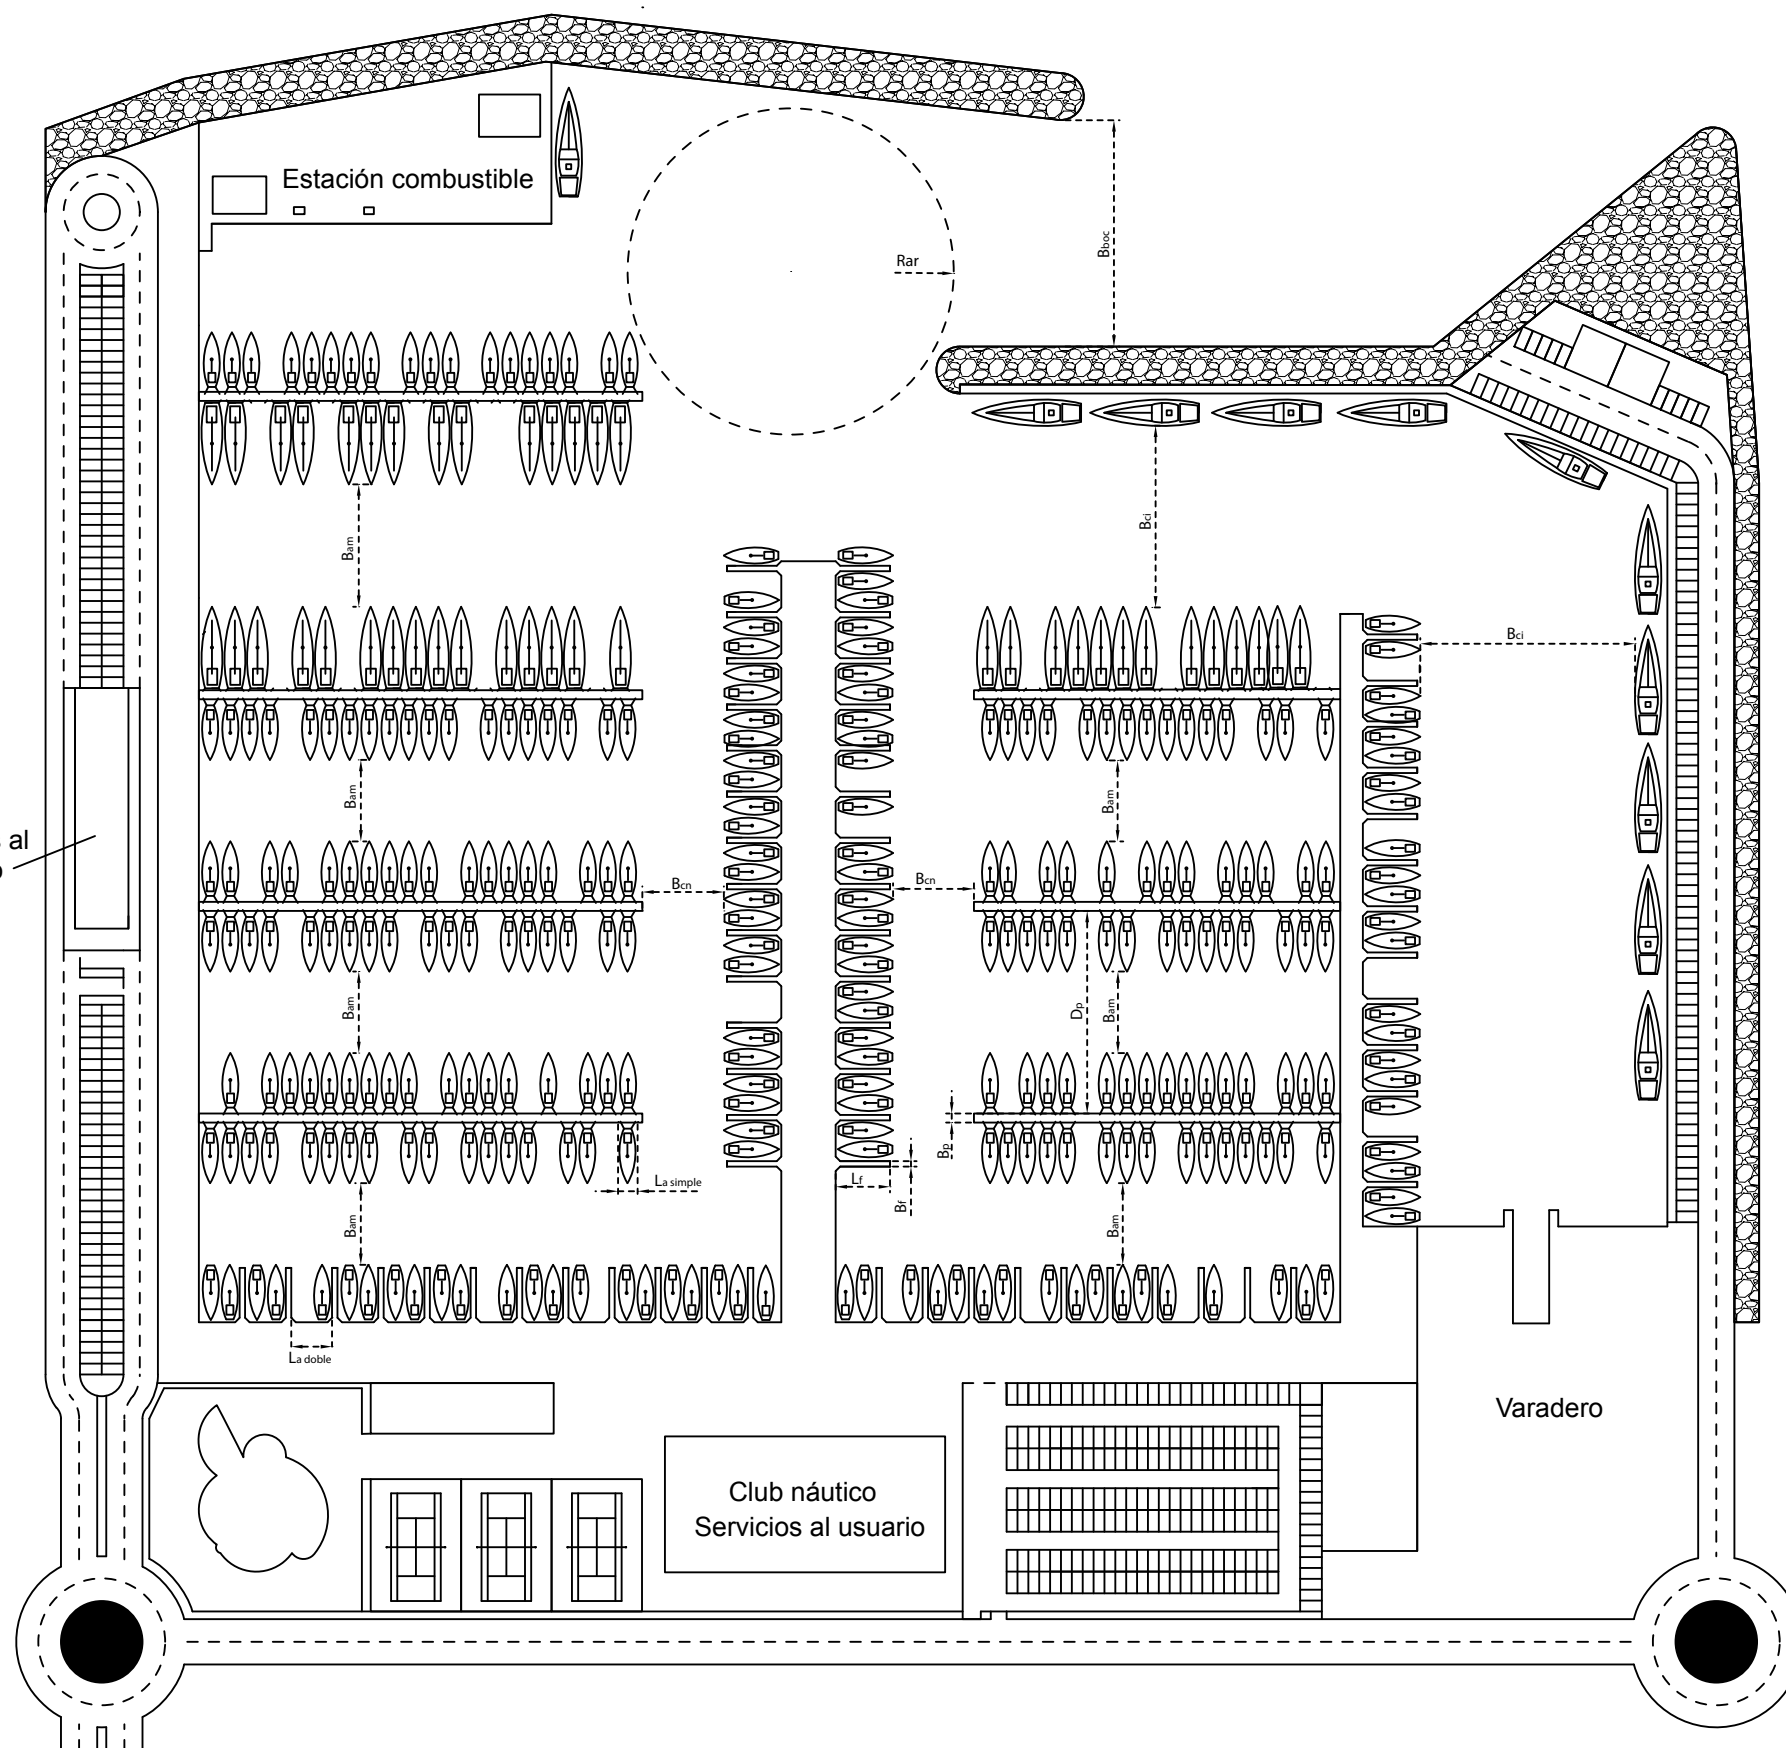 Estación combustible
Rar
Bboc
Bam
Bci
Bci
Bam
Bam
s al
Bcn
Bcn
Bam
Dp
Bam
Bp
La simple
Lf
Bf
Bam
Bam
La doble
Varadero
Club náutico
Servicios al usuario